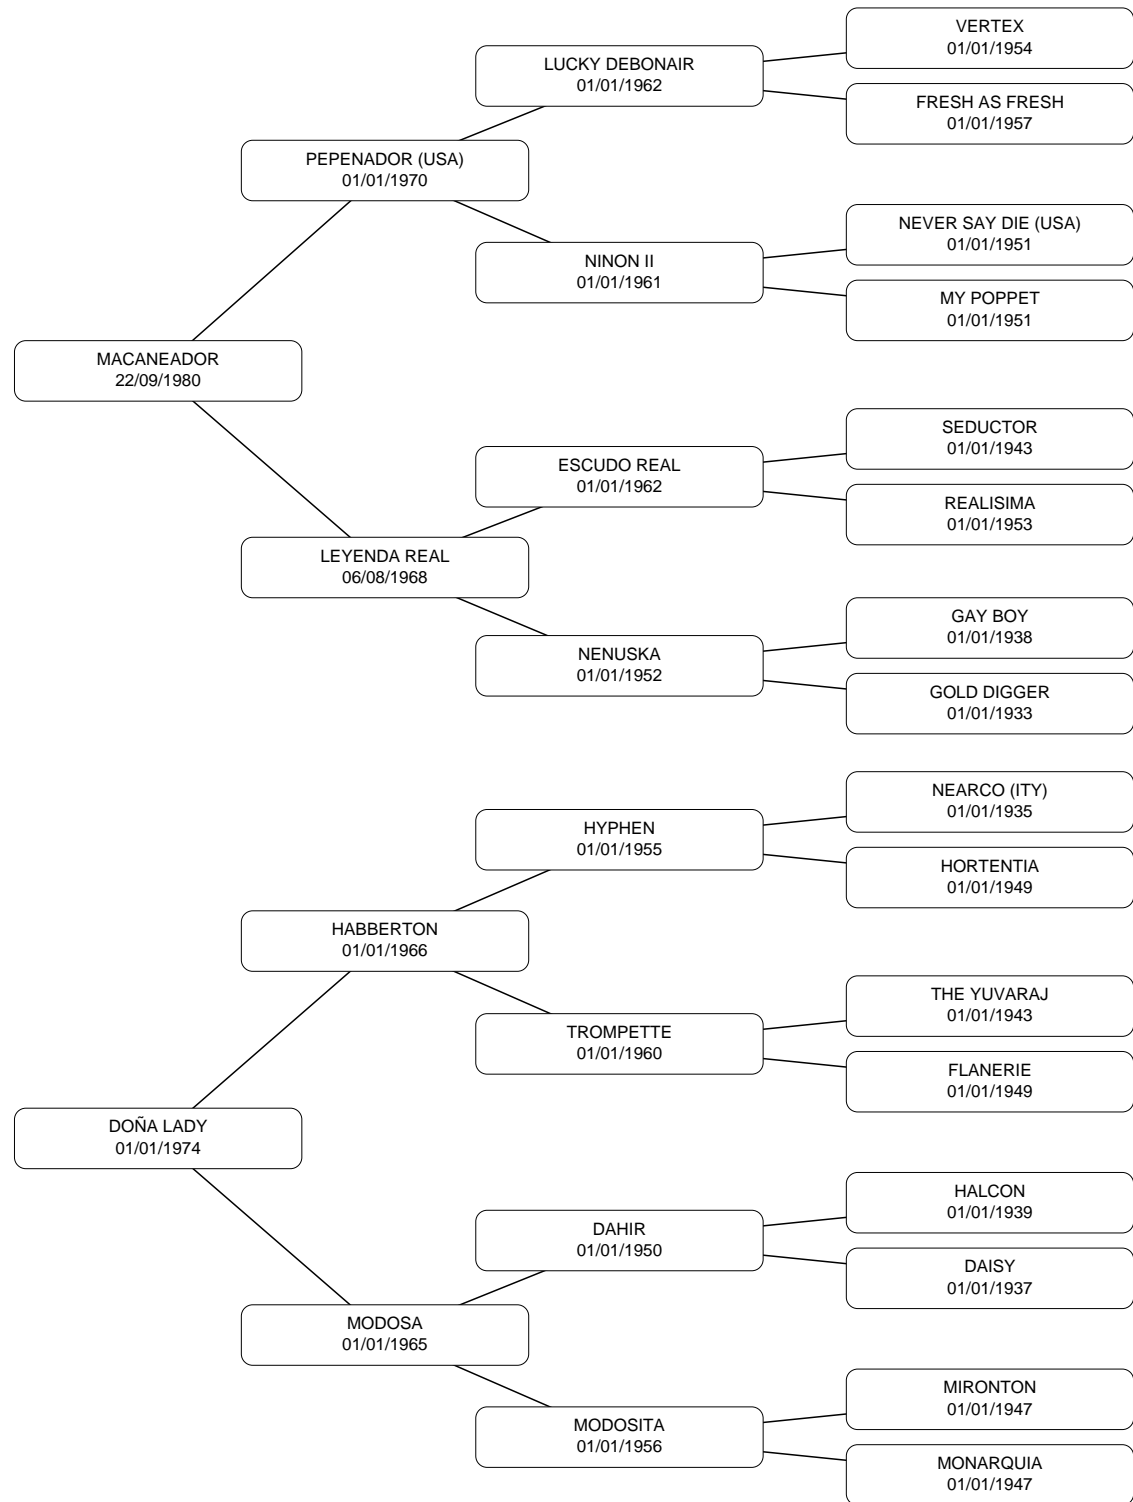 VERTEX
01/01/1954
LUCKY DEBONAIR
01/01/1962
FRESH AS FRESH
01/01/1957
PEPENADOR (USA)
01/01/1970
NEVER SAY DIE (USA)
01/01/1951
NINON II
01/01/1961
MY POPPET
01/01/1951
MACANEADOR
22/09/1980
SEDUCTOR
01/01/1943
ESCUDO REAL
01/01/1962
REALISIMA
01/01/1953
LEYENDA REAL
06/08/1968
GAY BOY
01/01/1938
NENUSKA
01/01/1952
GOLD DIGGER
01/01/1933
NEARCO (ITY)
01/01/1935
HYPHEN
01/01/1955
HORTENTIA
01/01/1949
HABBERTON
01/01/1966
THE YUVARAJ
01/01/1943
TROMPETTE
01/01/1960
FLANERIE
01/01/1949
DOÑA LADY
01/01/1974
HALCON
01/01/1939
DAHIR
01/01/1950
DAISY
01/01/1937
MODOSA
01/01/1965
MIRONTON
01/01/1947
MODOSITA
01/01/1956
MONARQUIA
01/01/1947